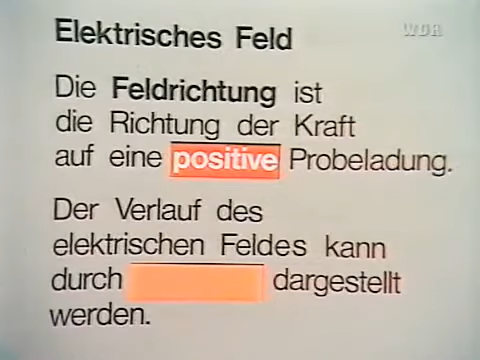 Elektrisches Feld
WDR
Die Feldrichtung ist
die Richtung der Kraft
auf eine positive Probeladung.
Der Verlauf des
elektrischen Feldes kann
durch dargestellt
werden.